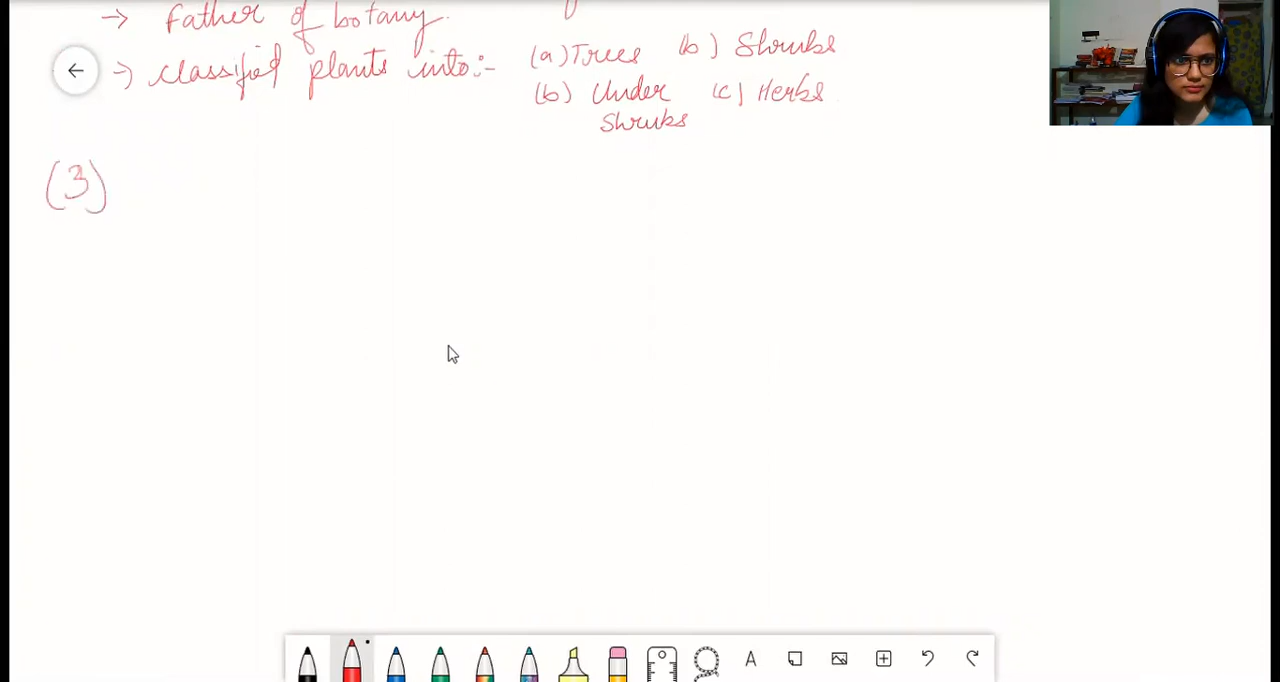 -> Father of botany.
-> classified plants into:- (a) Trees (b) Shrubs
(b) Under shrubs (c) Herbs
(3)
A